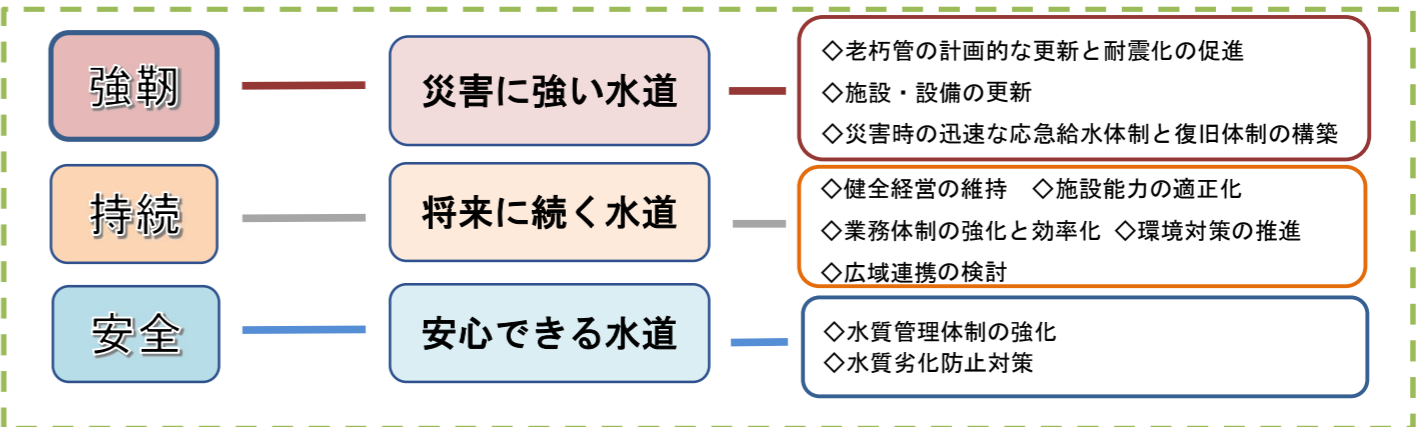 強靭
災害に強い水道
◇老朽管の計画的な更新と耐震化の促進
◇施設・設備の更新
◇災害時の迅速な応急給水体制と復旧体制の構築
持続
将来に続く水道
◇健全経営の維持 ◇施設能力の適正化
◇業務体制の強化と効率化 ◇環境対策の推進
◇広域連携の検討
安全
安心できる水道
◇水質管理体制の強化
◇水質劣化防止対策